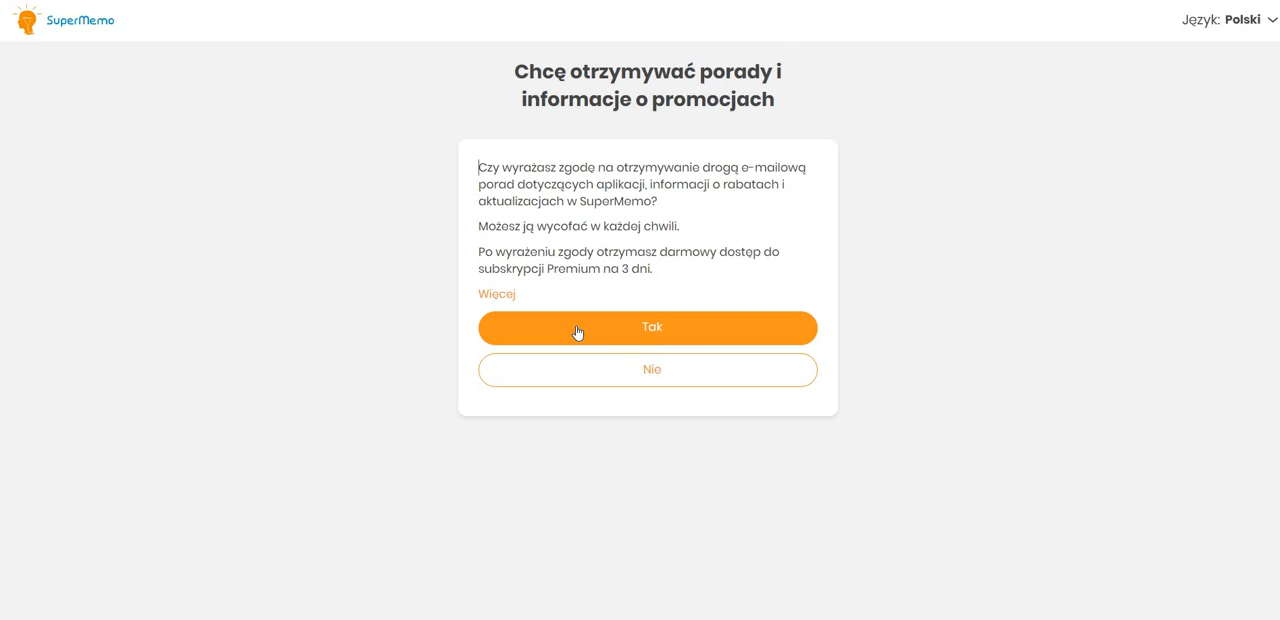 SuperMemo
Język: Polski
Chcę otrzymywać porady i
informacje o promocjach
Czy wyrażasz zgodę na otrzymywanie drogą e-mailową
porad dotyczących aplikacji, informacji o rabatach i
aktualizacjach w SuperMemo?
Możesz ją wycofać w każdej chwili.
Po wyrażeniu zgody otrzymasz darmowy dostęp do
subskrypcji Premium na 3 dni.
Więcej
Tak
Nie